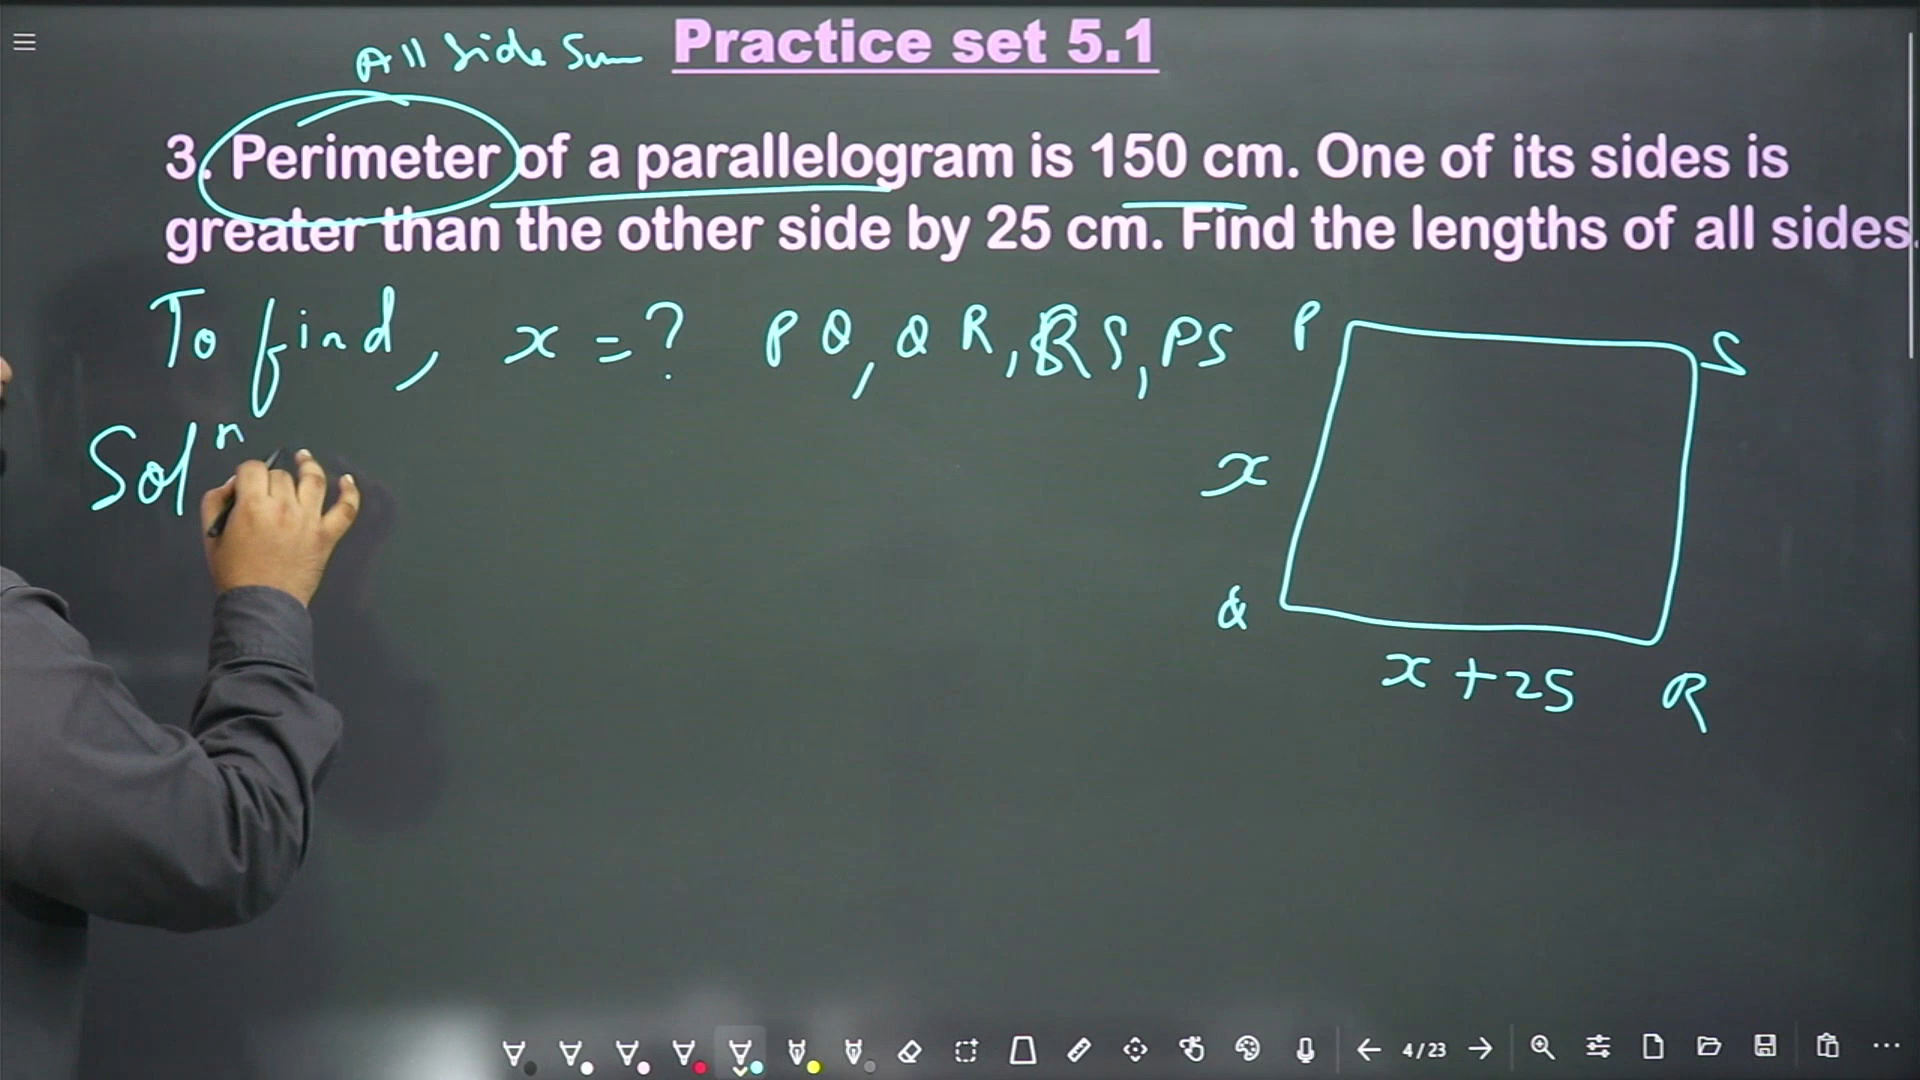 All Side Sum Practice set 5.1
3. Perimeter of a parallelogram is 150 cm. One of its sides is
greater than the other side by 25 cm. Find the lengths of all sides.
To find, x = ? PQ, QR, RS, PS
P
S
Solⁿ
x
Q
x + 25
R
4/23